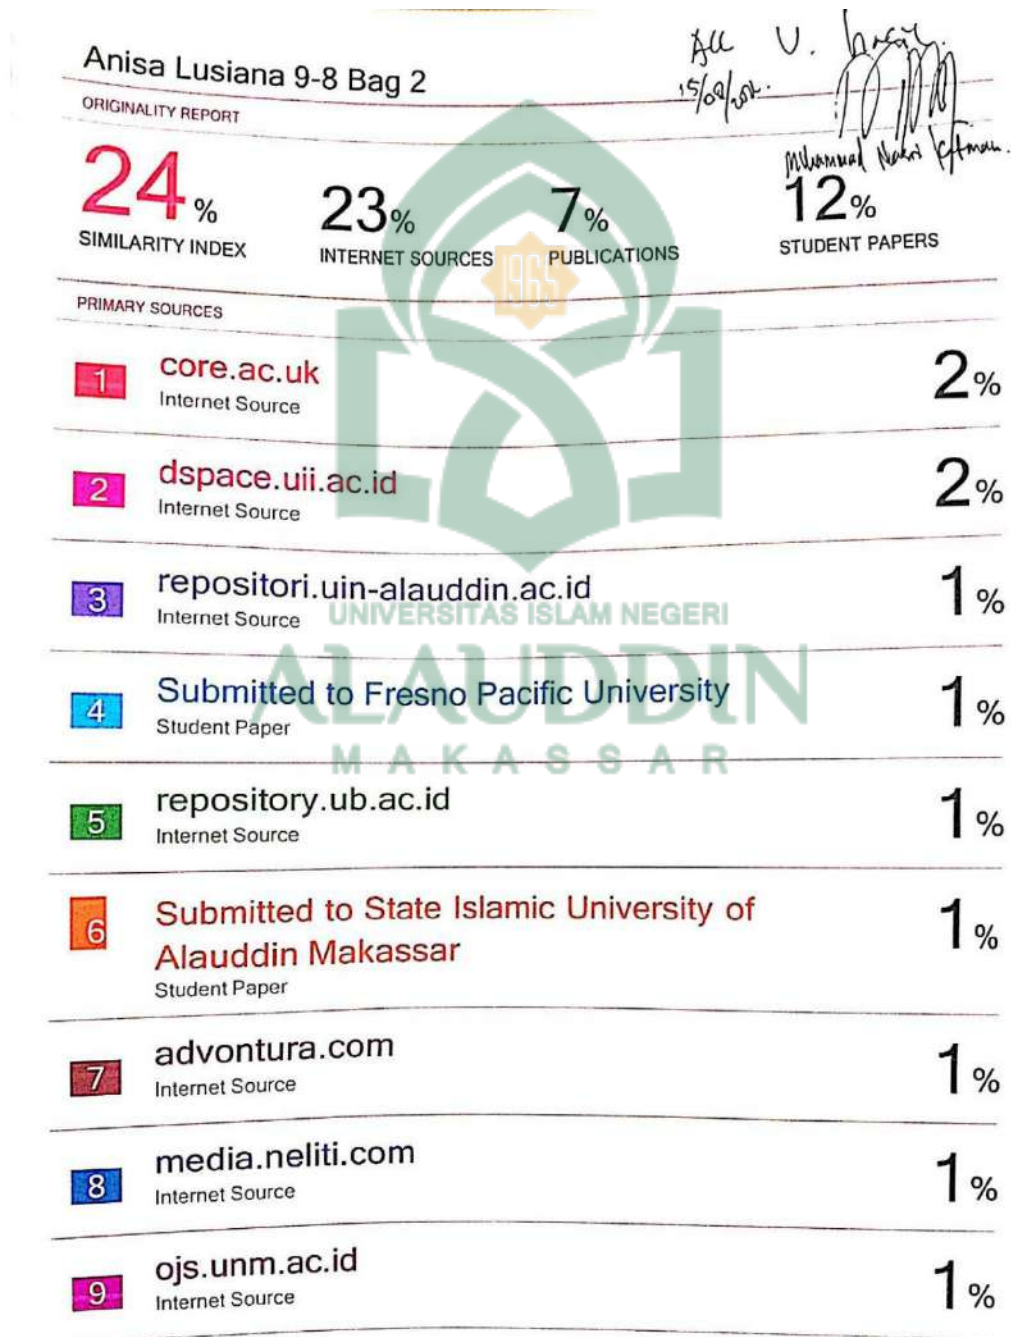 Anisa Lusiana 9-8 Bag 2
ACC U. hasil.
ORIGINALITY REPORT
24%
SIMILARITY INDEX
23%
INTERNET SOURCES
7%
PUBLICATIONS
12%
STUDENT PAPERS
1965
PRIMARY SOURCES
1 core.ac.uk 2%
Internet Source
2 dspace.uii.ac.id 2%
Internet Source
3 repositori.uin-alauddin.ac.id 1%
Internet Source
UNIVERSITAS ISLAM NEGERI
ALAUDDIN
4 Submitted to Fresno Pacific University 1%
Student Paper
MAKASSAR
5 repository.ub.ac.id 1%
Internet Source
6 Submitted to State Islamic University of 1%
Alauddin Makassar
Student Paper
7 advontura.com 1%
Internet Source
8 media.neliti.com 1%
Internet Source
9 ojs.unm.ac.id 1%
Internet Source